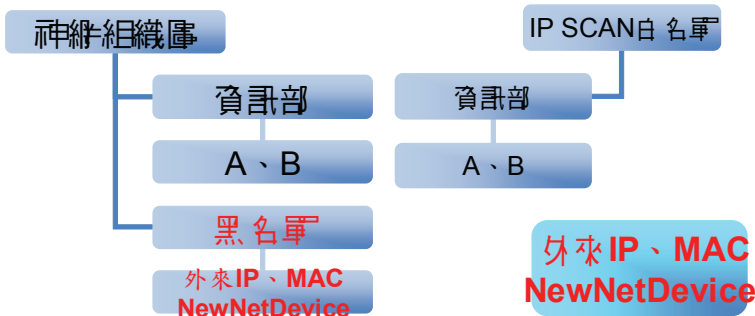 神網組織圖
資訊部
A、B
黑名單
外來IP、MAC
NewNetDevice
IP SCAN白名單
資訊部
A、B
外來IP、MAC
NewNetDevice